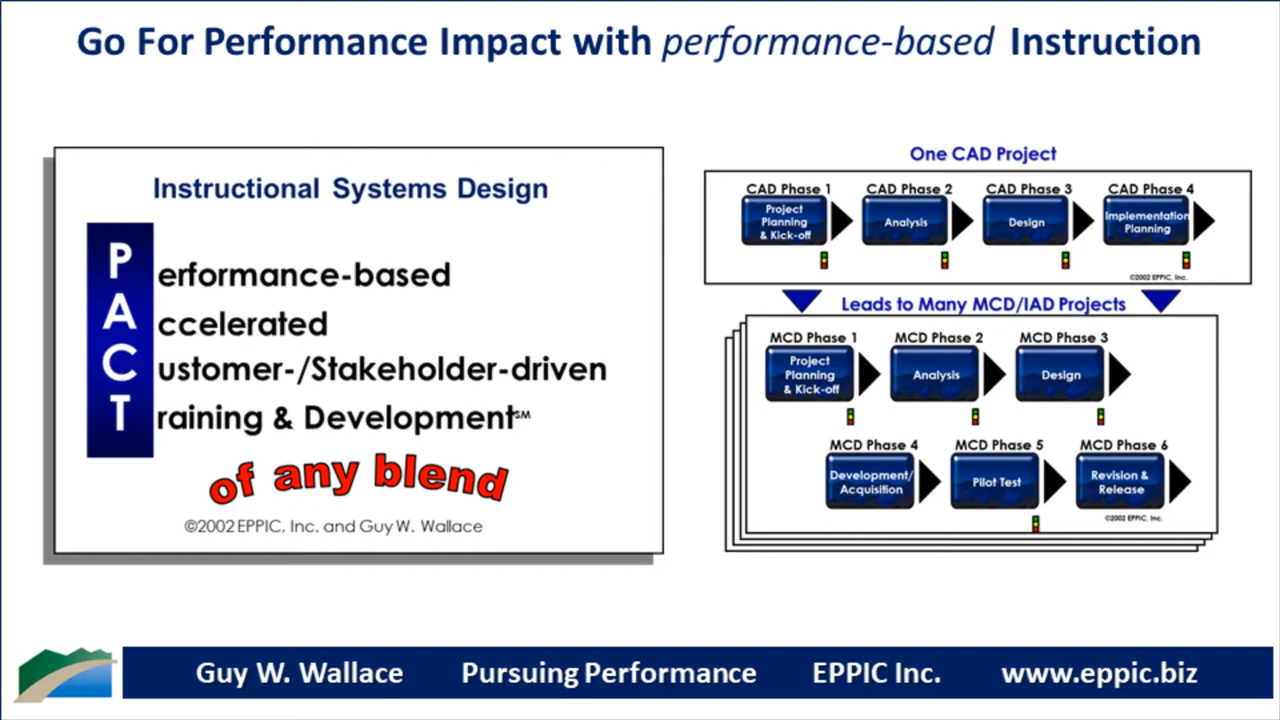 Go For Performance Impact with performance-based Instruction
Instructional Systems Design
Performance-based
Accelerated
Customer-/Stakeholder-driven
Training & Development℠
of any blend
©2002 EPPIC, Inc. and Guy W. Wallace
One CAD Project
CAD Phase 1
Project
Planning
& Kick-off
CAD Phase 2
Analysis
CAD Phase 3
Design
CAD Phase 4
Implementation
Planning
©2002 EPPIC, Inc.
Leads to Many MCD/IAD Projects
MCD Phase 1
Project
Planning
& Kick-off
MCD Phase 2
Analysis
MCD Phase 3
Design
MCD Phase 4
Development/
Acquisition
MCD Phase 5
Pilot Test
MCD Phase 6
Revision &
Release
©2002 EPPIC, Inc.
Guy W. Wallace Pursuing Performance EPPIC Inc. www.eppic.biz